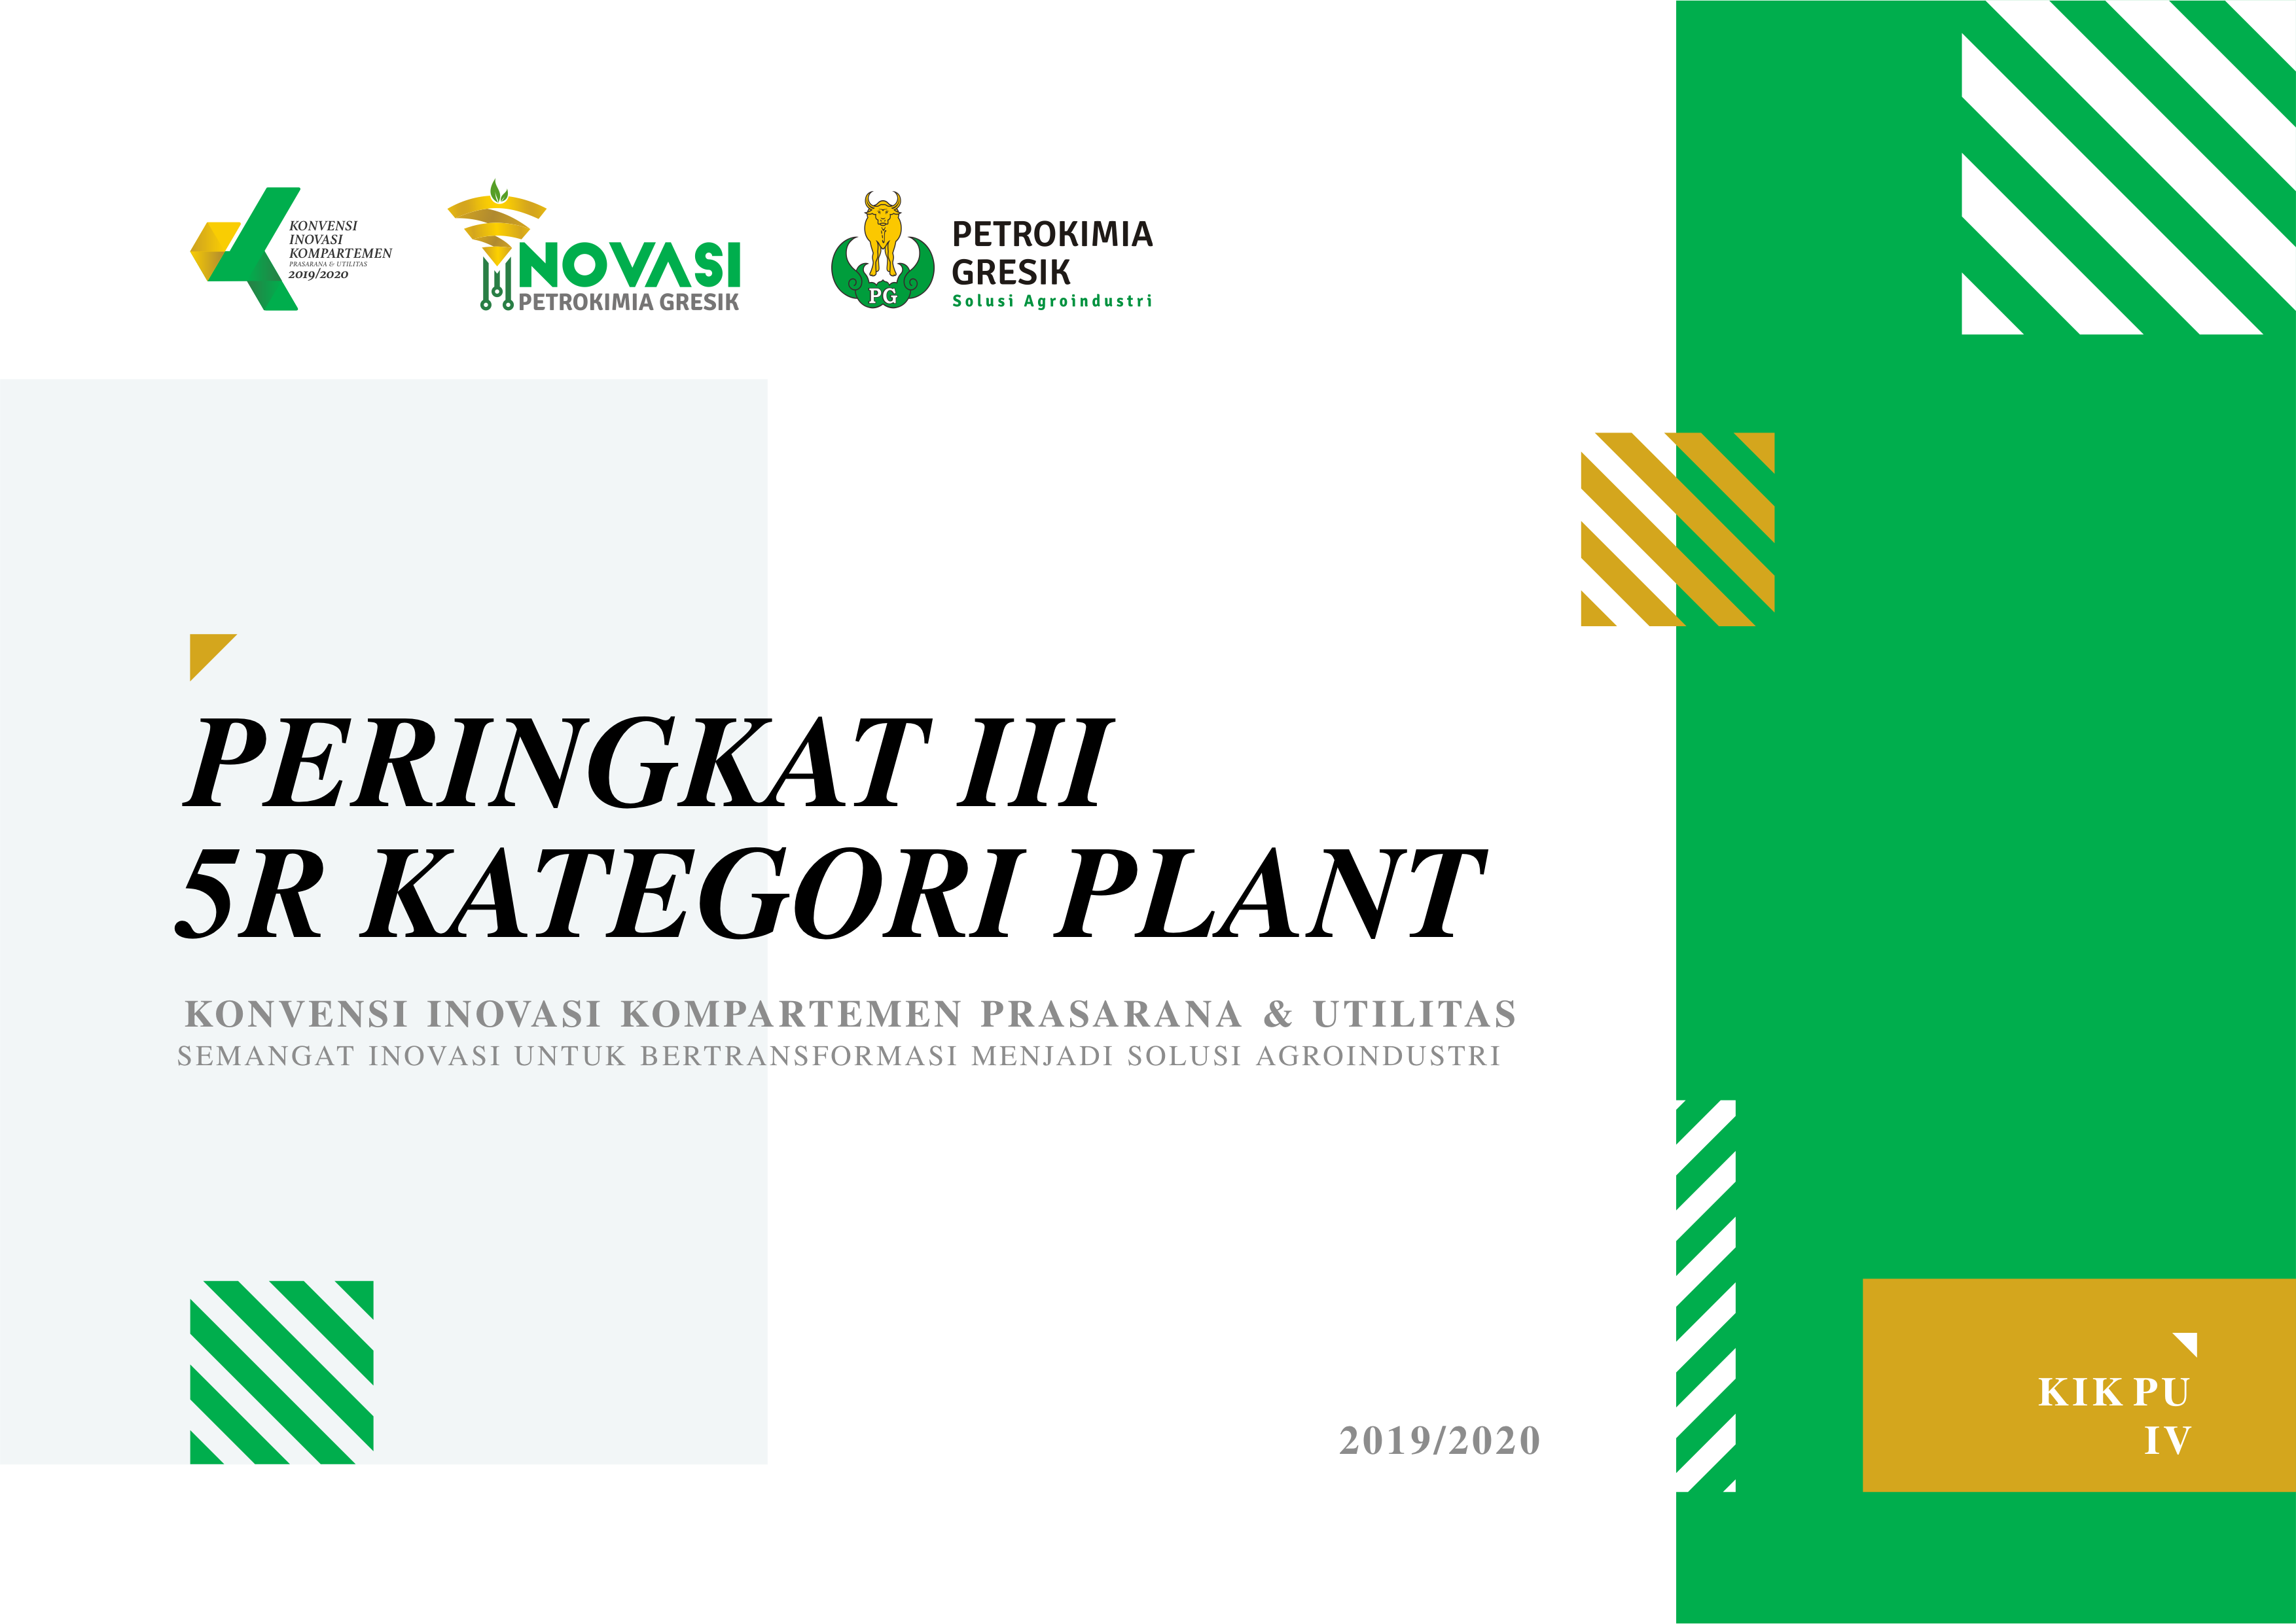 KONVENSI
INOVASI
KOMPARTEMEN
PRASARANA & UTILITAS
2019/2020
INOVASI
PETROKIMIA GRESIK
PG
PETROKIMIA
GRESIK
Solusi Agroindustri
PERINGKAT III
5R KATEGORI PLANT
KONVENSI INOVASI KOMPARTEMEN PRASARANA & UTILITAS
SEMANGAT INOVASI UNTUK BERTRANSFORMASI MENJADI SOLUSI AGROINDUSTRI
2019/2020
KIK PU
IV